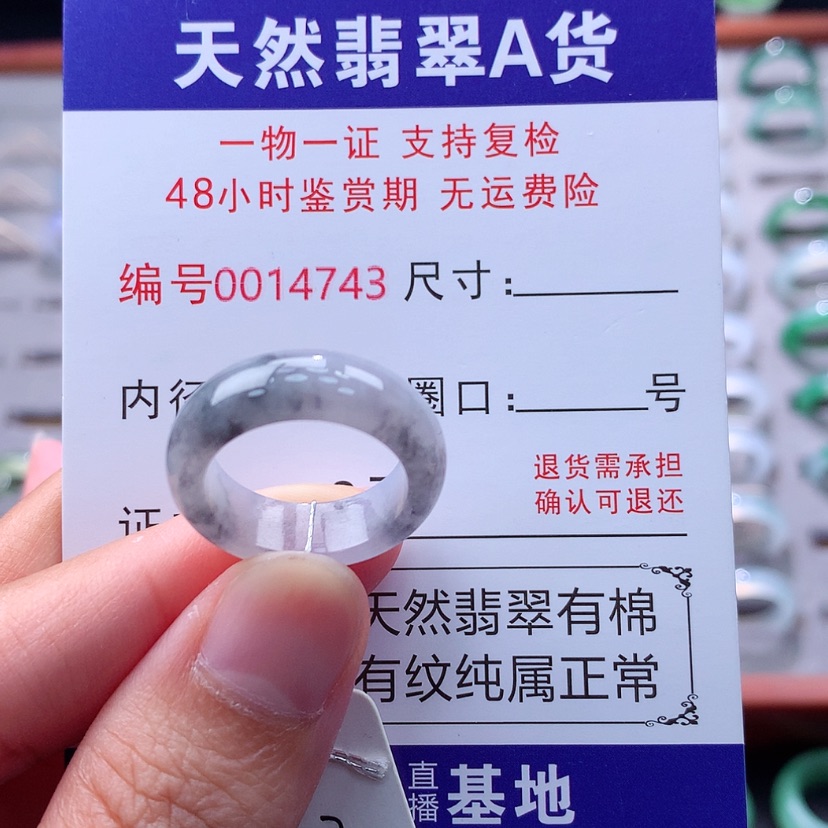 天然翡翠A货
一物一证 支持复检
48小时鉴赏期 无运费险
编号0014743 尺寸:
内径 圈口: 号
退货需承担
确认可退还
证
天然翡翠有棉
有纹纯属正常
直播基地